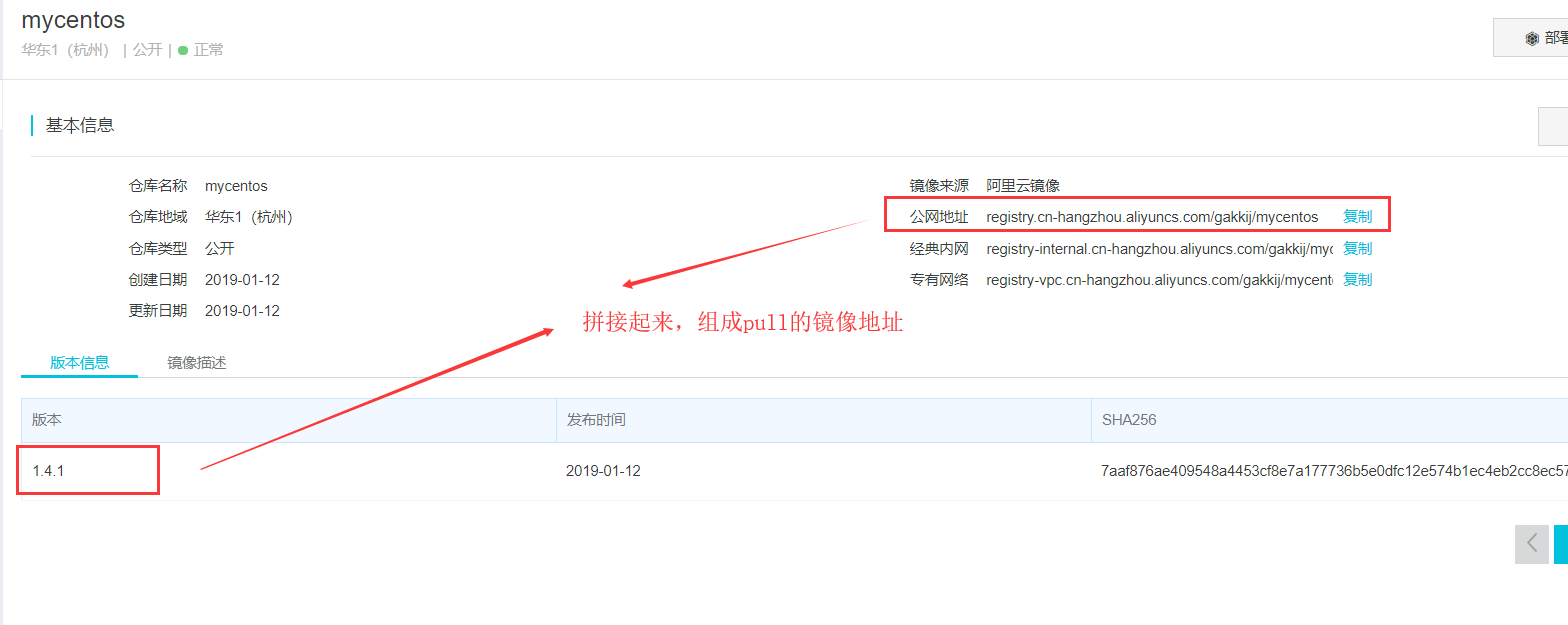 mycentos
华东1（杭州） | 公开 | 正常
部署
基本信息
仓库名称 mycentos
仓库地域 华东1（杭州）
仓库类型 公开
创建日期 2019-01-12
更新日期 2019-01-12
镜像来源 阿里云镜像
公网地址 registry.cn-hangzhou.aliyuncs.com/gakkij/mycentos 复制
经典内网 registry-internal.cn-hangzhou.aliyuncs.com/gakkij/myc 复制
专有网络 registry-vpc.cn-hangzhou.aliyuncs.com/gakkij/mycent 复制
拼接起来，组成pull的镜像地址
版本信息 镜像描述
版本 发布时间 SHA256
1.4.1 2019-01-12 7aaf876ae409548a4453cf8e7a177736b5e0dfc12e574b1ec4eb2cc8ec57